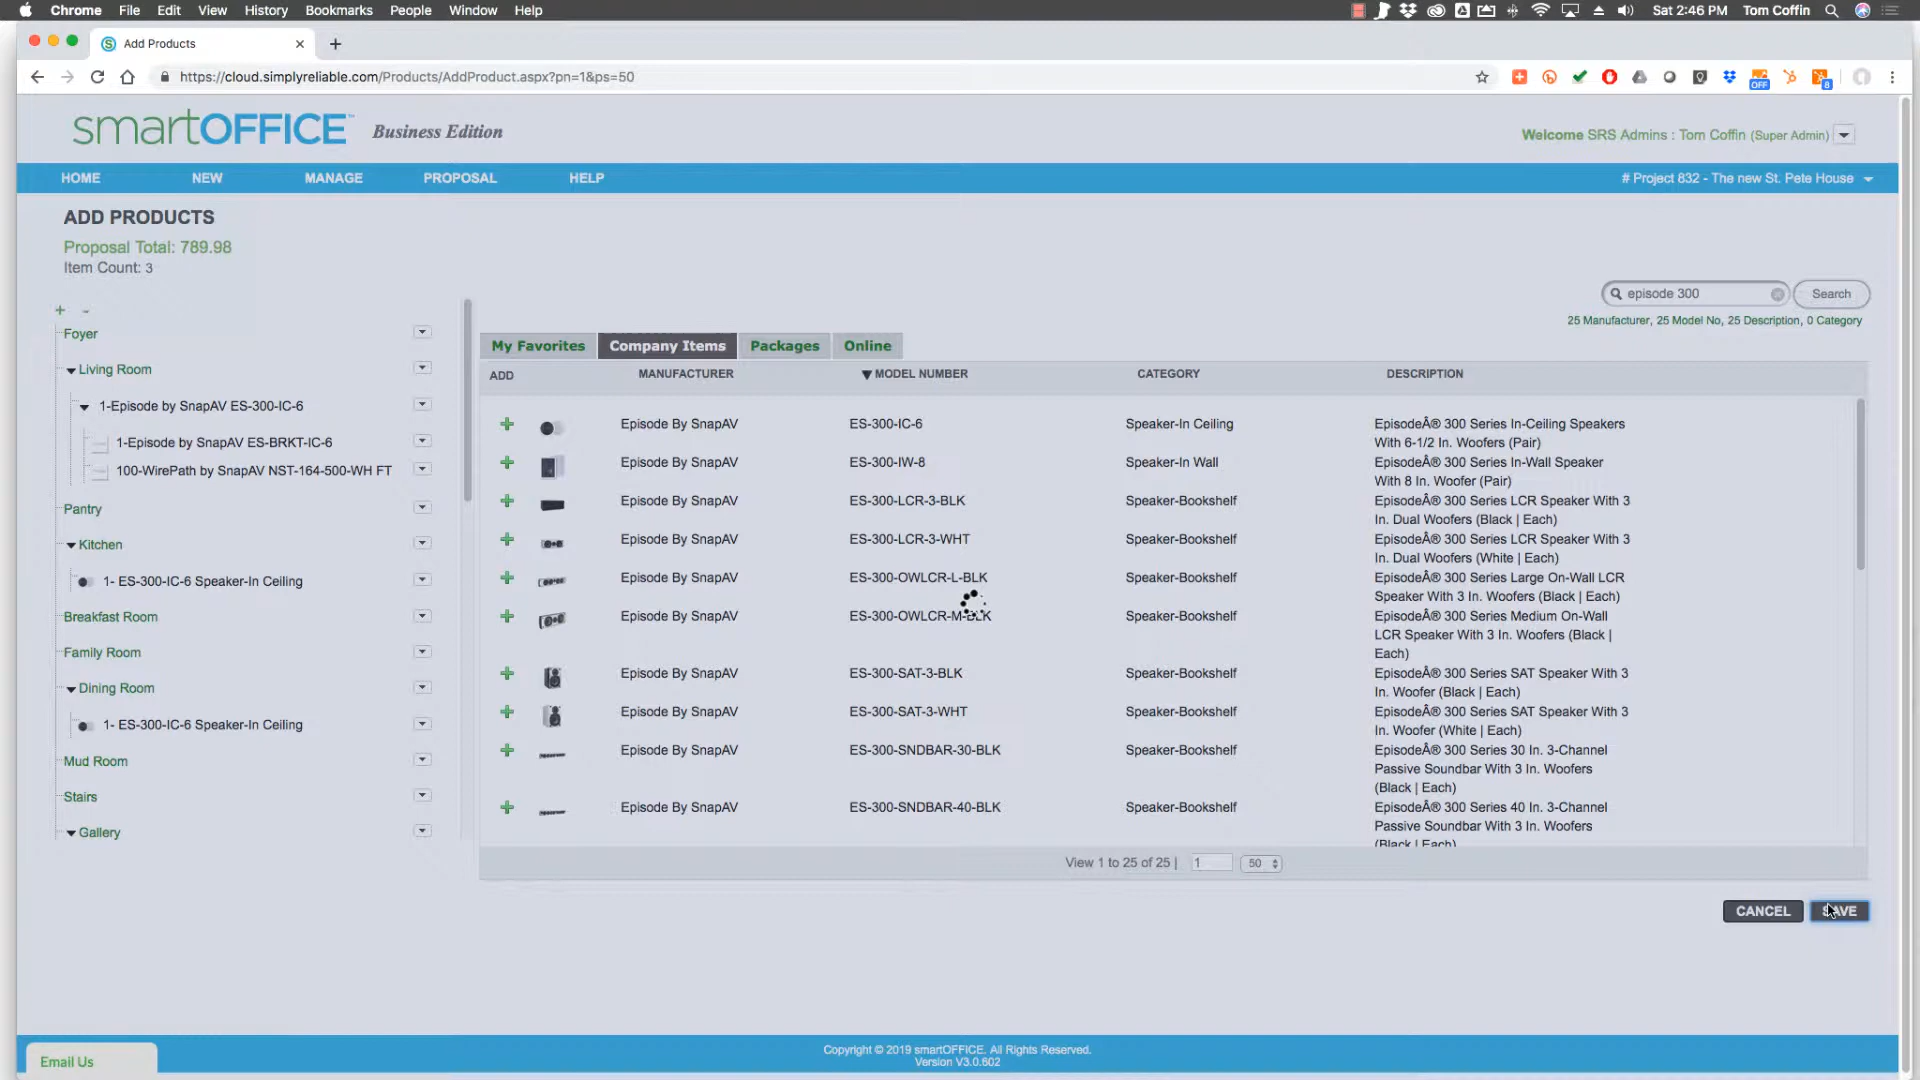 Chrome File Edit View History Bookmarks People Window Help Sat 2:46 PM Tom Coffin
Add Products
https://cloud.simplyreliable.com/Products/AddProduct.aspx?pn=1&ps=50 OFF 8
smartOFFICE™ Business Edition Welcome SRS Admins : Tom Coffin (Super Admin)
HOME NEW MANAGE PROPOSAL HELP # Project 832 - The new St. Pete House
ADD PRODUCTS
Proposal Total: 789.98
Item Count: 3
episode 300 Search
25 Manufacturer, 25 Model No, 25 Description, 0 Category
Foyer
Living Room
1-Episode by SnapAV ES-300-IC-6
1-Episode by SnapAV ES-BRKT-IC-6
100-WirePath by SnapAV NST-164-500-WH FT
Pantry
Kitchen
1- ES-300-IC-6 Speaker-In Ceiling
Breakfast Room
Family Room
Dining Room
1- ES-300-IC-6 Speaker-In Ceiling
Mud Room
Stairs
Gallery
My Favorites Company Items Packages Online
ADD MANUFACTURER MODEL NUMBER CATEGORY DESCRIPTION
Episode By SnapAV ES-300-IC-6 Speaker-In Ceiling EpisodeÂ® 300 Series In-Ceiling Speakers
With 6-1/2 In. Woofers (Pair)
Episode By SnapAV ES-300-IW-8 Speaker-In Wall EpisodeÂ® 300 Series In-Wall Speaker
With 8 In. Woofer (Pair)
Episode By SnapAV ES-300-LCR-3-BLK Speaker-Bookshelf EpisodeÂ® 300 Series LCR Speaker With 3
In. Dual Woofers (Black | Each)
Episode By SnapAV ES-300-LCR-3-WHT Speaker-Bookshelf EpisodeÂ® 300 Series LCR Speaker With 3
In. Dual Woofers (White | Each)
Episode By SnapAV ES-300-OWLCR-L-BLK Speaker-Bookshelf EpisodeÂ® 300 Series Large On-Wall LCR
Speaker With 3 In. Woofers (Black | Each)
Episode By SnapAV ES-300-OWLCR-M-BLK Speaker-Bookshelf EpisodeÂ® 300 Series Medium On-Wall
LCR Speaker With 3 In. Woofers (Black |
Each)
Episode By SnapAV ES-300-SAT-3-BLK Speaker-Bookshelf EpisodeÂ® 300 Series SAT Speaker With 3
In. Woofer (Black | Each)
Episode By SnapAV ES-300-SAT-3-WHT Speaker-Bookshelf EpisodeÂ® 300 Series SAT Speaker With 3
In. Woofer (White | Each)
Episode By SnapAV ES-300-SNDBAR-30-BLK Speaker-Bookshelf EpisodeÂ® 300 Series 30 In. 3-Channel
Passive Soundbar With 3 In. Woofers
(Black | Each)
Episode By SnapAV ES-300-SNDBAR-40-BLK Speaker-Bookshelf EpisodeÂ® 300 Series 40 In. 3-Channel
Passive Soundbar With 3 In. Woofers
(Black | Each)
View 1 to 25 of 25 | 1 50
CANCEL SAVE
Copyright © 2019 smartOFFICE. All Rights Reserved.
Version V3.0.602
Email Us